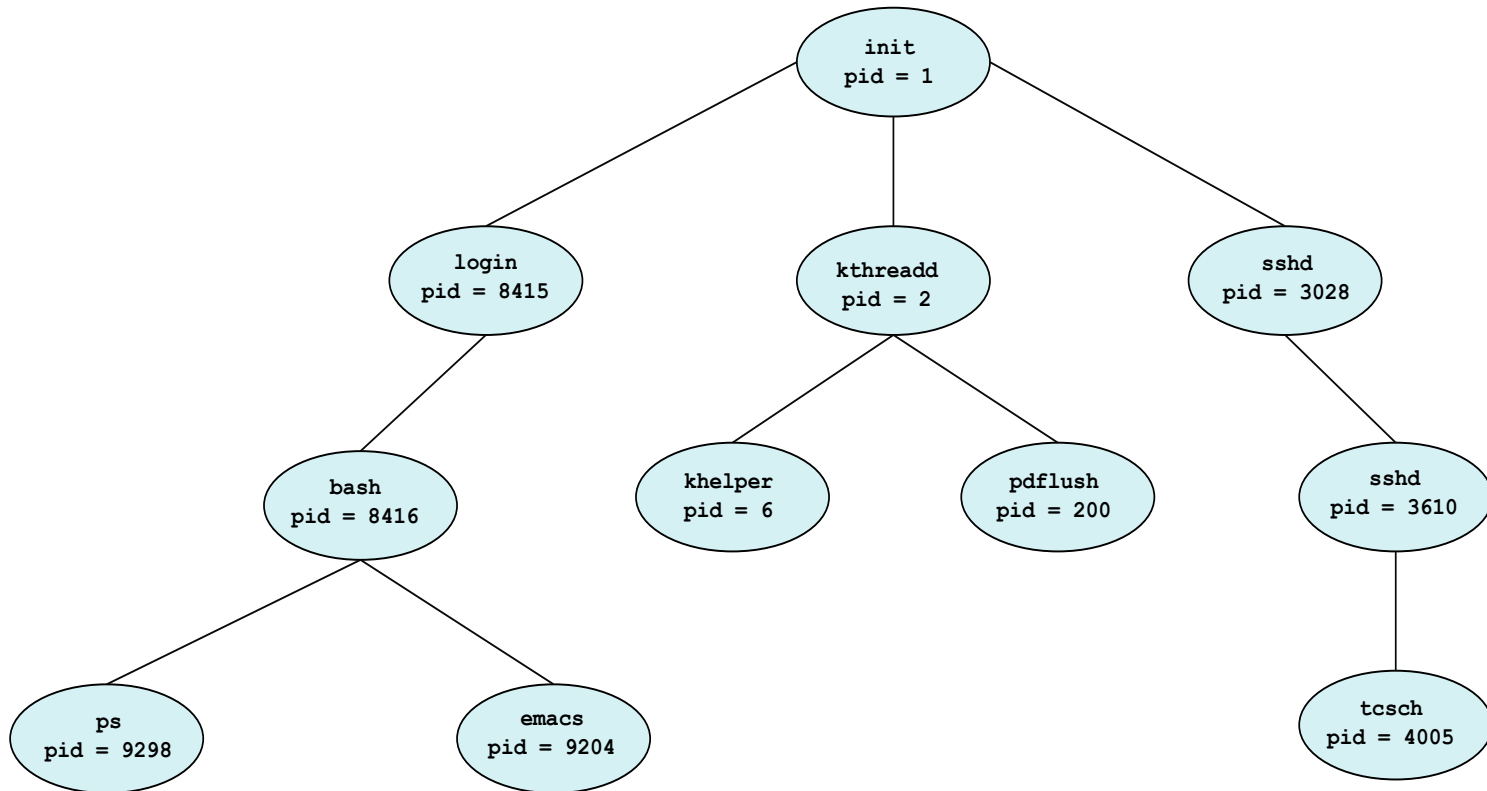 init
pid = 1
login
pid = 8415
kthreadd
pid = 2
sshd
pid = 3028
bash
pid = 8416
khelper
pid = 6
pdflush
pid = 200
sshd
pid = 3610
ps
pid = 9298
emacs
pid = 9204
tcsch
pid = 4005